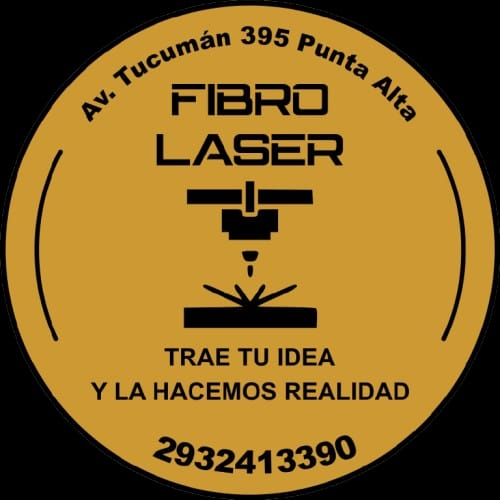 Av. Tucumán 395 Punta Alta
FIBRO
LASER
TRAE TU IDEA
Y LA HACEMOS REALIDAD
2932413390